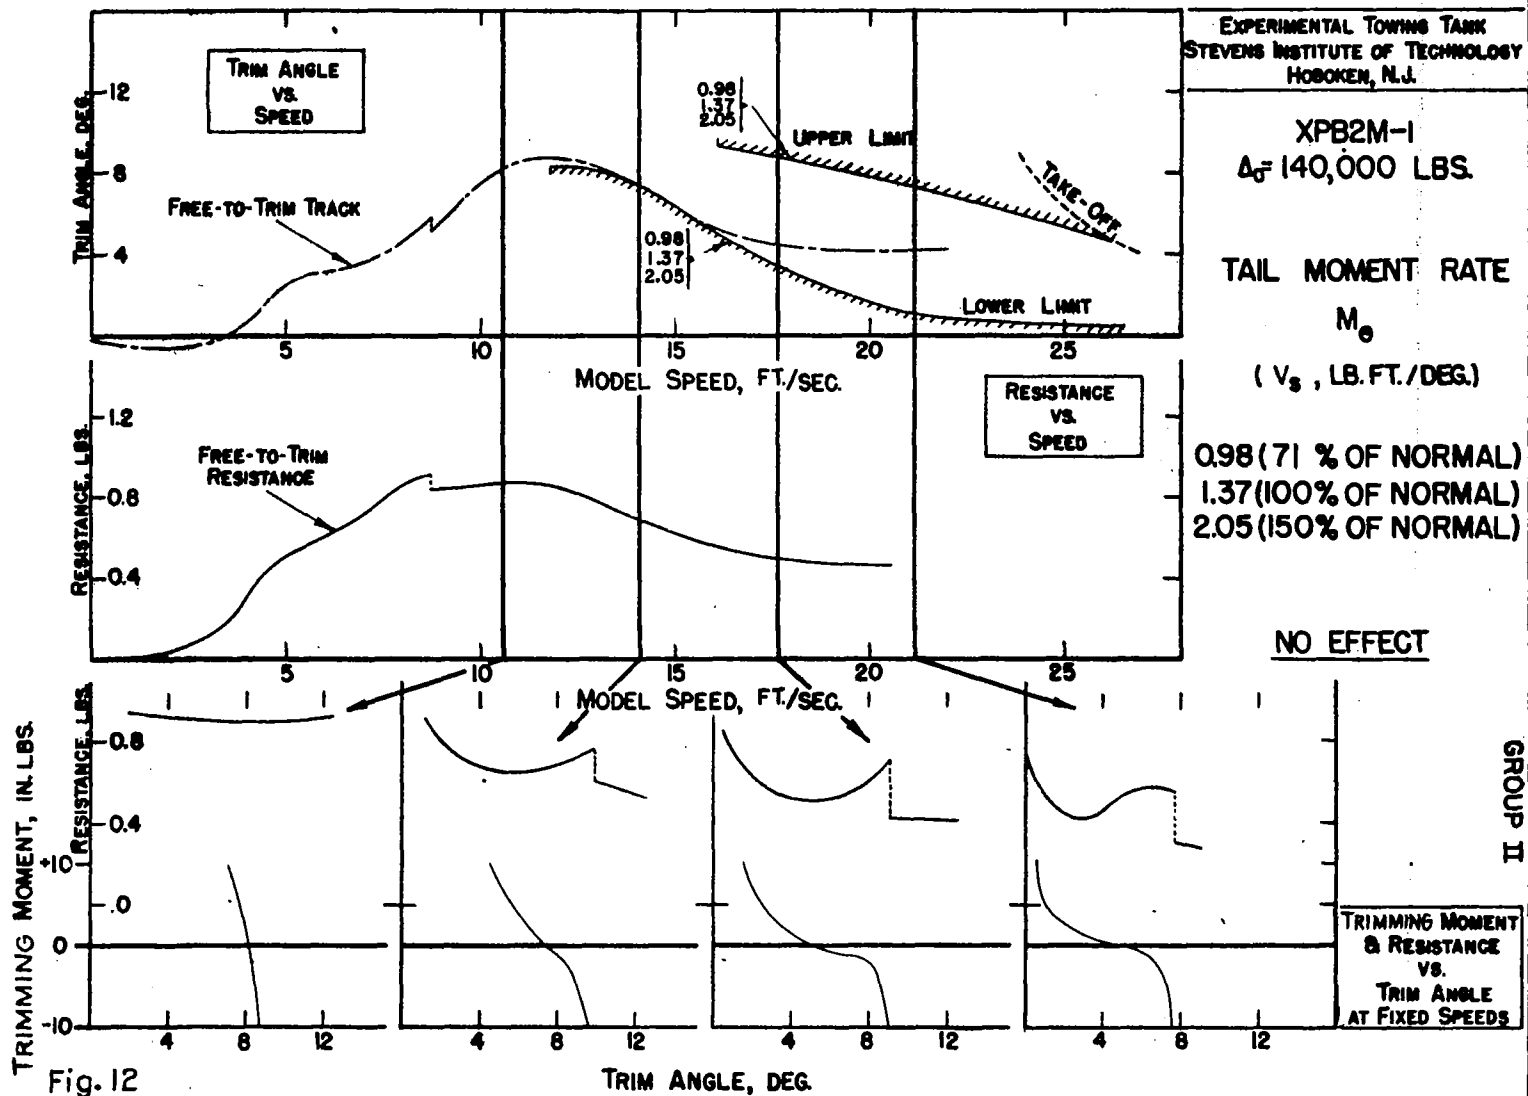 EXPERIMENTAL TOWING TANK
STEVENS INSTITUTE OF TECHNOLOGY
HOBOKEN, N.J.
XPB2M-1
Δo= 140,000 LBS.
TAIL MOMENT RATE
Mθ
( Vs , LB. FT./DEG.)
0.98 (71 % OF NORMAL)
1.37 (100% OF NORMAL)
2.05 (150% OF NORMAL)
NO EFFECT
GROUP II
TRIM ANGLE
VS.
SPEED
TRIM ANGLE, DEG.
12
8
4
0
FREE-TO-TRIM TRACK
0.98
1.37
2.05
UPPER LIMIT
TAKE-OFF
0.98
1.37
2.05
LOWER LIMIT
5 10 15 20 25
MODEL SPEED, FT./SEC.
RESISTANCE
VS.
SPEED
RESISTANCE, LBS.
1.2
0.8
0.4
0
FREE-TO-TRIM
RESISTANCE
5 10 15 20 25
MODEL SPEED, FT./SEC.
TRIMMING MOMENT, IN. LBS.
RESISTANCE, LBS.
0.8
0.4
+10
.0
0
-10
4 8 12 4 8 12 4 8 12 4 8 12
TRIM ANGLE, DEG.
TRIMMING MOMENT
& RESISTANCE
VS.
TRIM ANGLE
AT FIXED SPEEDS
Fig. 12